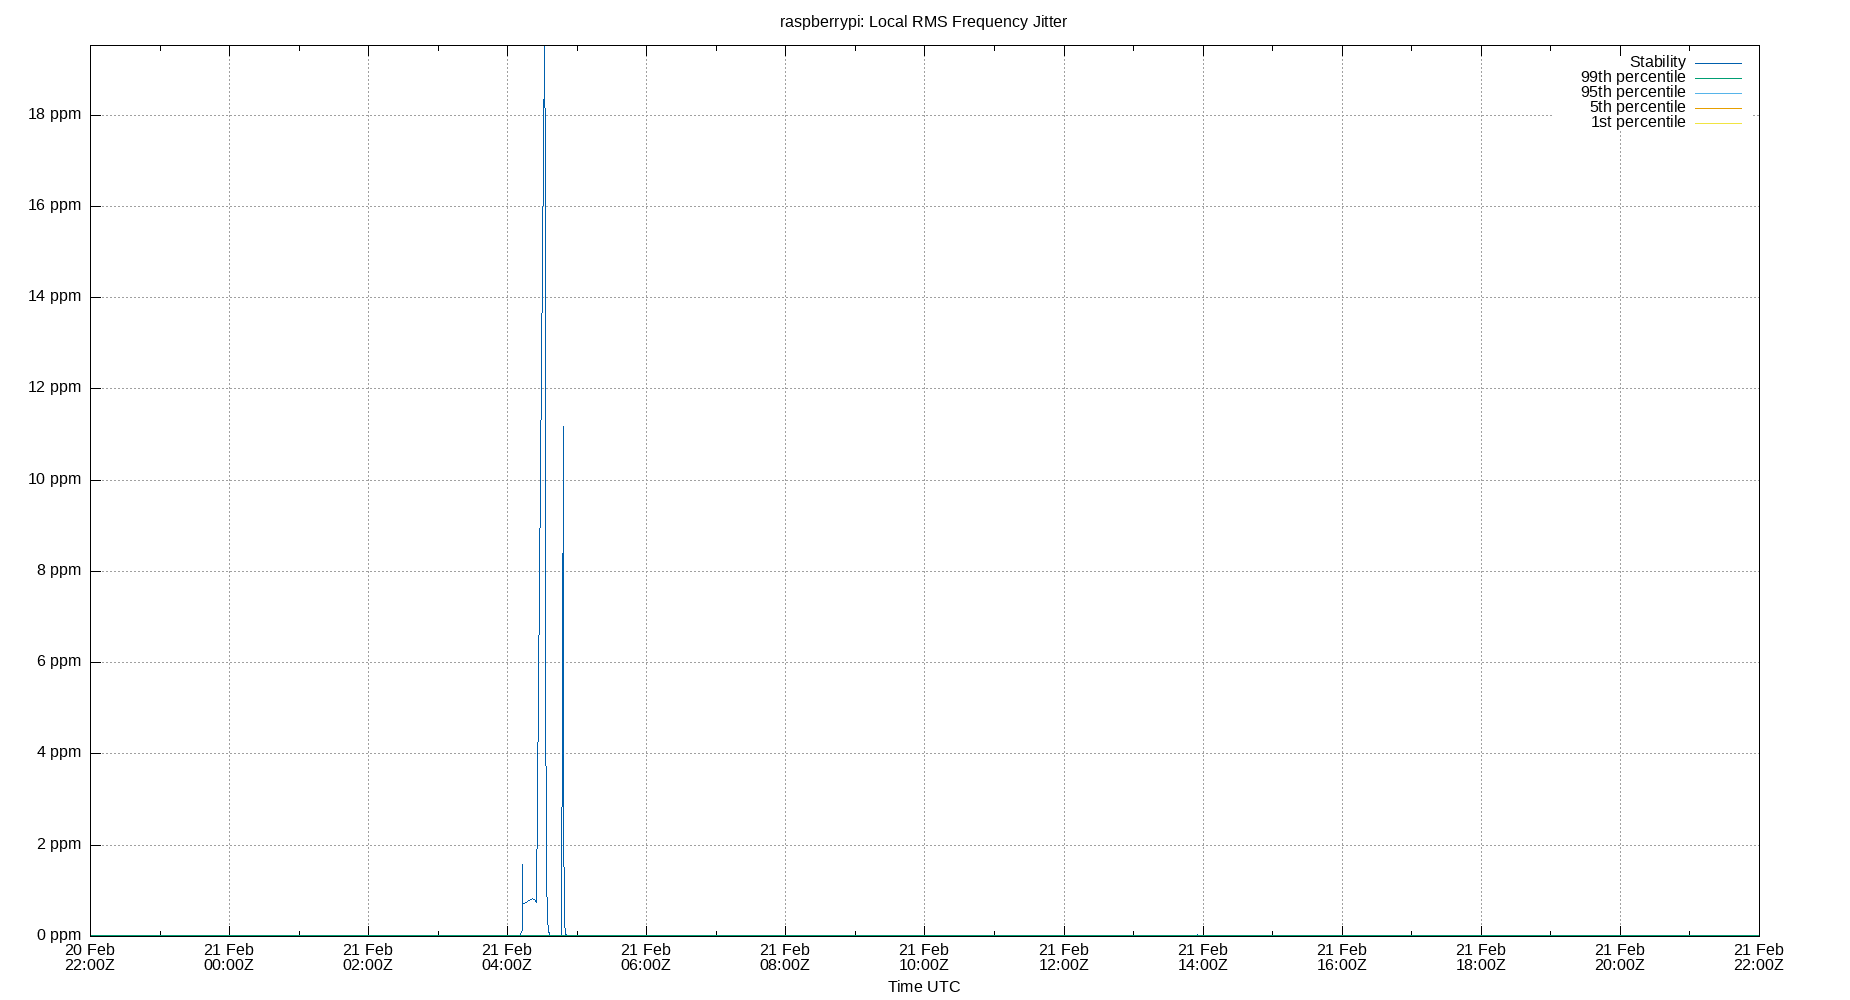 raspberrypi: Local RMS Frequency Jitter
Stability
99th percentile
95th percentile
5th percentile
1st percentile
18 ppm
16 ppm
14 ppm
12 ppm
10 ppm
8 ppm
6 ppm
4 ppm
2 ppm
0 ppm
20 Feb 21 Feb 21 Feb 21 Feb 21 Feb 21 Feb 21 Feb 21 Feb 21 Feb 21 Feb 21 Feb 21 Feb 21 Feb
22:00Z 00:00Z 02:00Z 04:00Z 06:00Z 08:00Z 10:00Z 12:00Z 14:00Z 16:00Z 18:00Z 20:00Z 22:00Z
Time UTC